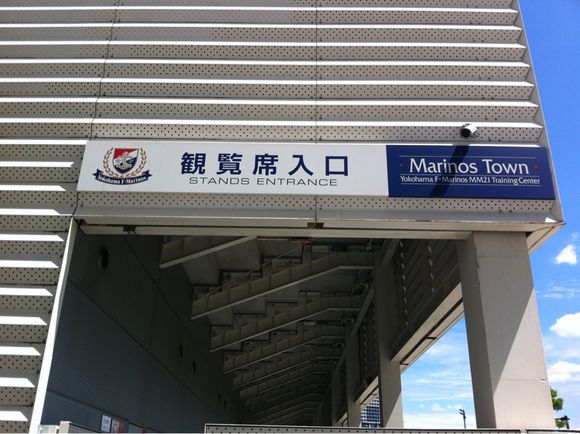 観覧席入口
STANDS ENTRANCE
Yokohama F·Marinos
Marinos Town
Yokohama F·Marinos MM21 Training Center